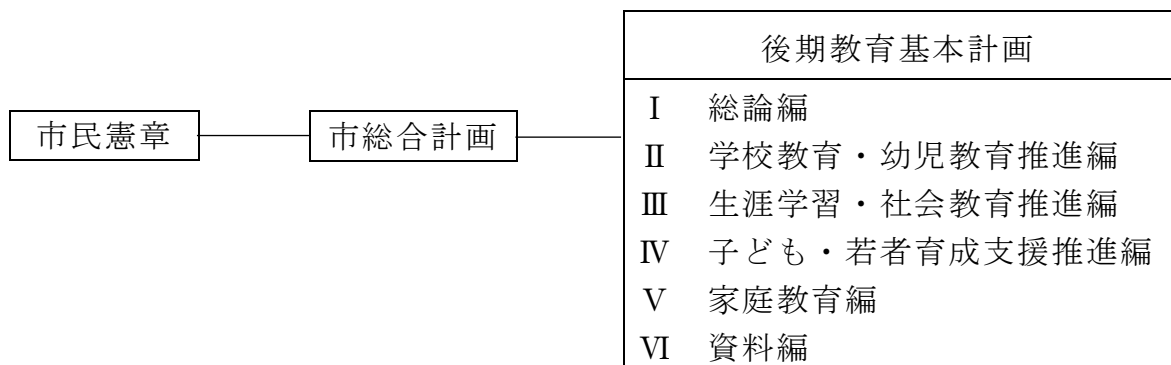 市民憲章
市総合計画
後期教育基本計画
Ⅰ 総論編
Ⅱ 学校教育・幼児教育推進編
Ⅲ 生涯学習・社会教育推進編
Ⅳ 子ども・若者育成支援推進編
Ⅴ 家庭教育編
Ⅵ 資料編